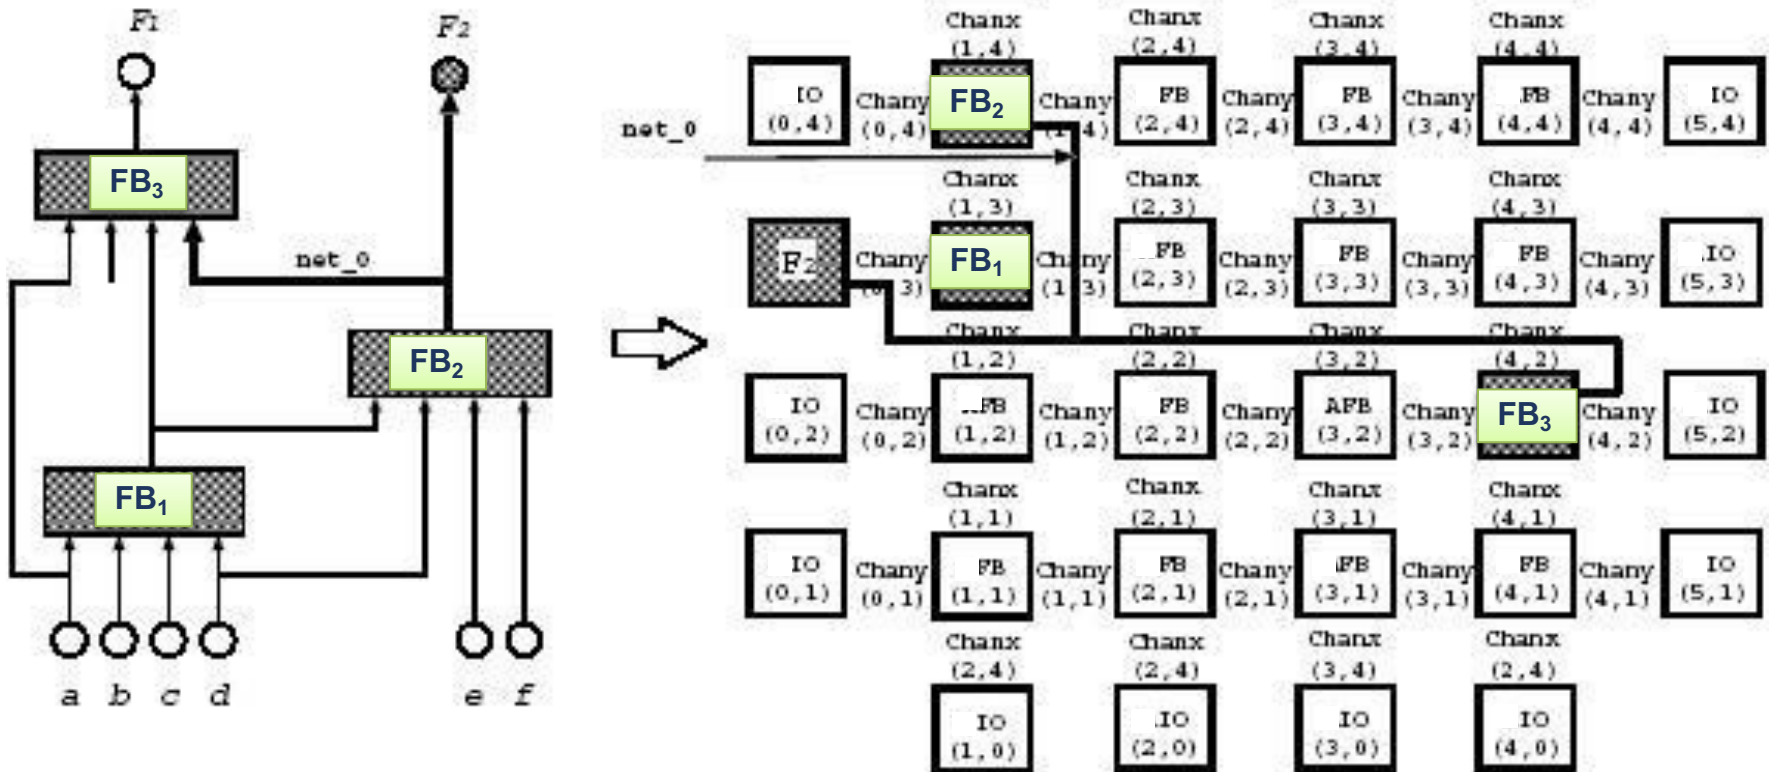 F1
F2
FB3
net_0
FB2
FB1
a b c d e f
Chanx Chanx Chanx Chanx
(1,4) (2,4) (3,4) (4,4)
IO Chany FB2 Chany FB Chany FB Chany FB Chany IO
(0,4) (0,4) (2,4) (2,4) (3,4) (3,4) (4,4) (4,4) (5,4)
net_0
Chanx Chanx Chanx Chanx
(1,3) (2,3) (3,3) (4,3)
F2 Chany FB1 Chany FB Chany FB Chany FB Chany IO
(1,3) (2,3) (2,3) (3,3) (3,3) (4,3) (4,3) (5,3)
Chanx Chanx Chanx Chanx
(1,2) (2,2) (3,2) (4,2)
IO Chany FB Chany FB Chany AFB Chany FB3 Chany IO
(0,2) (0,2) (1,2) (1,2) (2,2) (2,2) (3,2) (3,2) (4,2) (5,2)
Chanx Chanx Chanx Chanx
(1,1) (2,1) (3,1) (4,1)
IO Chany FB Chany FB Chany FB Chany FB Chany IO
(0,1) (0,1) (1,1) (1,1) (2,1) (2,1) (3,1) (3,1) (4,1) (4,1) (5,1)
Chanx Chanx Chanx Chanx
(2,4) (2,4) (3,4) (2,4)
IO IO IO IO
(1,0) (2,0) (3,0) (4,0)